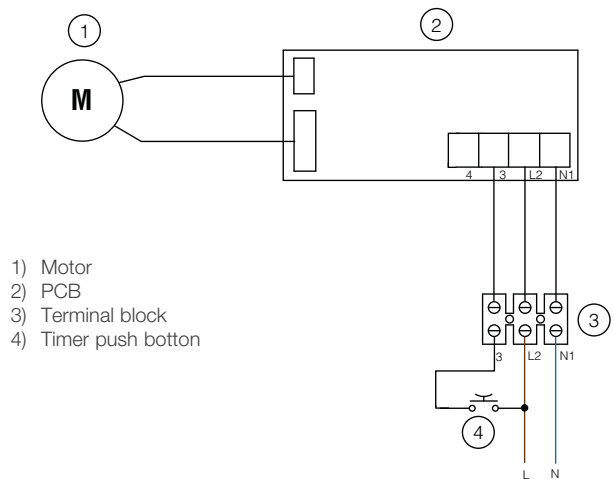 1
2
M
4 3 L2 N1
1) Motor
2) PCB
3) Terminal block
4) Timer push botton
3
3 L2 N1
4
L N